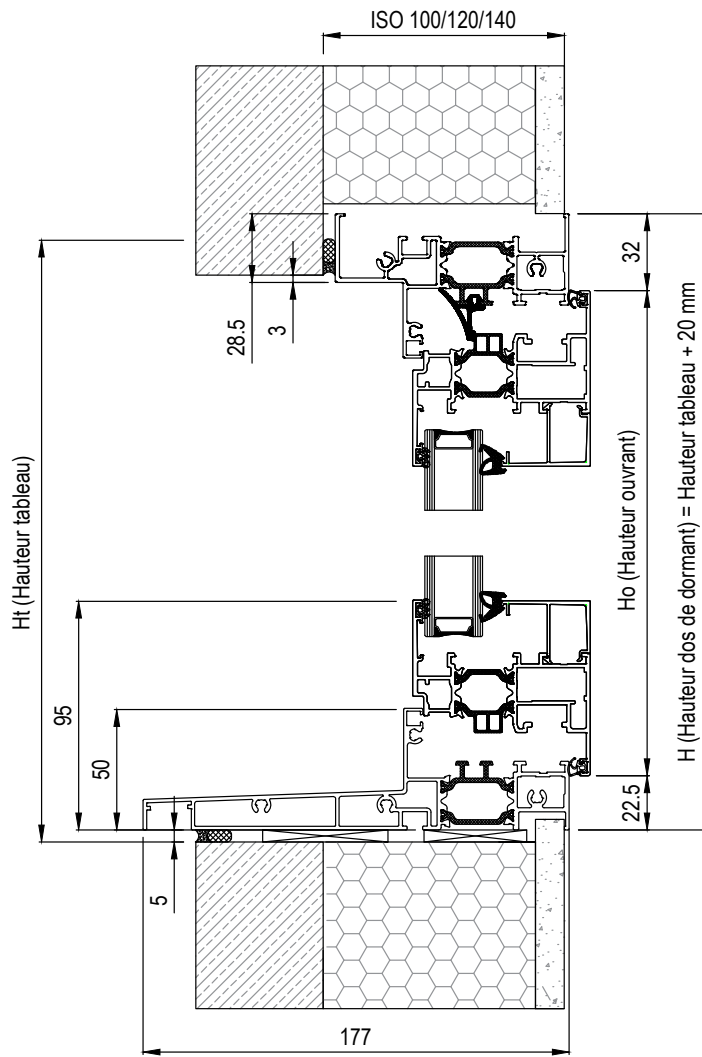 ISO 100/120/140
32
28.5
3
Ht (Hauteur tableau)
Ho (Hauteur ouvrant)
H (Hauteur dos de dormant) = Hauteur tableau + 20 mm
95
50
22.5
5
177